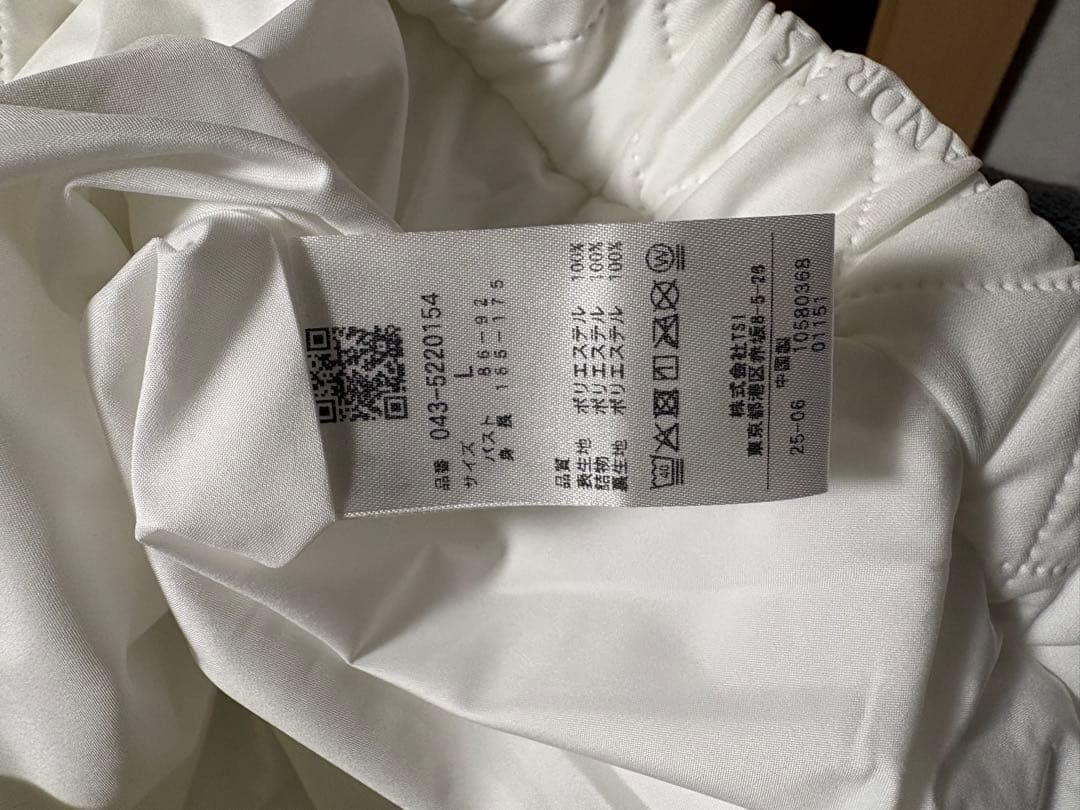 品番 043-5220154
サイズ L
バスト 86-92
身長 165-175
品質
表生地 ポリエステル 100%
詰物 ポリエステル 100%
裏生地 ポリエステル 100%
40 W
株式会社TSI
東京都港区赤坂8-5-28
中国製
25-06 10580368
01151
ANDR